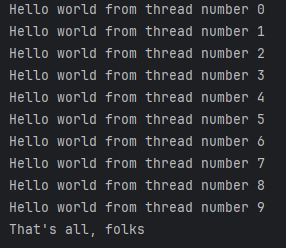 Hello world from thread number 0
Hello world from thread number 1
Hello world from thread number 2
Hello world from thread number 3
Hello world from thread number 4
Hello world from thread number 5
Hello world from thread number 6
Hello world from thread number 7
Hello world from thread number 8
Hello world from thread number 9
That's all, folks